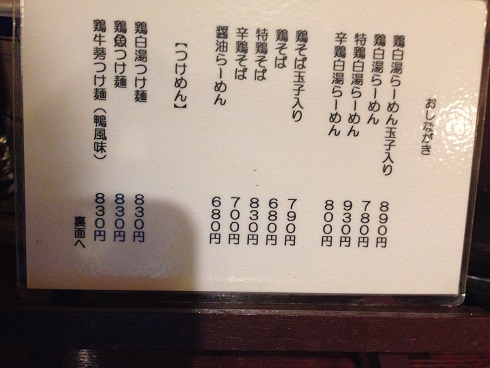 おしながき
鶏白湯らーめん玉子入り 890円
鶏白湯らーめん 780円
特鶏白湯らーめん 930円
辛鶏白湯らーめん 800円
鶏そば玉子入り 790円
鶏そば 680円
特鶏そば 830円
辛鶏そば 700円
醤油らーめん 680円
【つけめん】
鶏白湯つけ麺 830円
鶏魚つけ麺 830円
鶏牛蒡つけ麺(鴨風味) 830円
裏面へ